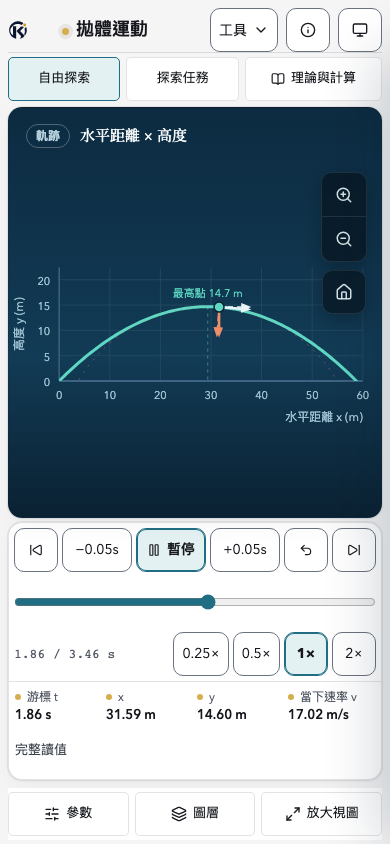 拋體運動
工具
自由探索
探索任務
理論與計算
軌跡 水平距離 × 高度
最高點 14.7 m
高度 y (m)
20
15
10
5
0
0 10 20 30 40 50 60
水平距離 x (m)
−0.05s
暫停
+0.05s
1.86 / 3.46 s
0.25×
0.5×
1×
2×
游標 t
1.86 s
x
31.59 m
y
14.60 m
當下速率 v
17.02 m/s
完整讀值
參數
圖層
放大視圖